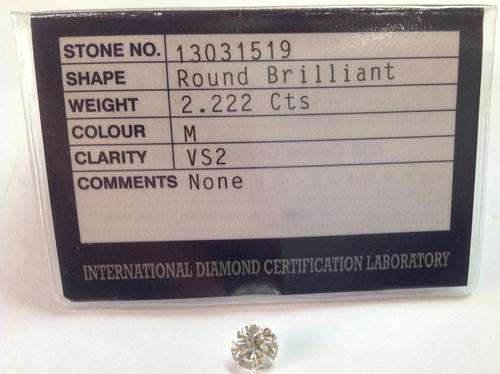 STONE NO. 13031519
SHAPE Round Brilliant
WEIGHT 2.222 Cts
COLOUR M
CLARITY VS2
COMMENTS None
INTERNATIONAL DIAMOND CERTIFICATION LABORATORY